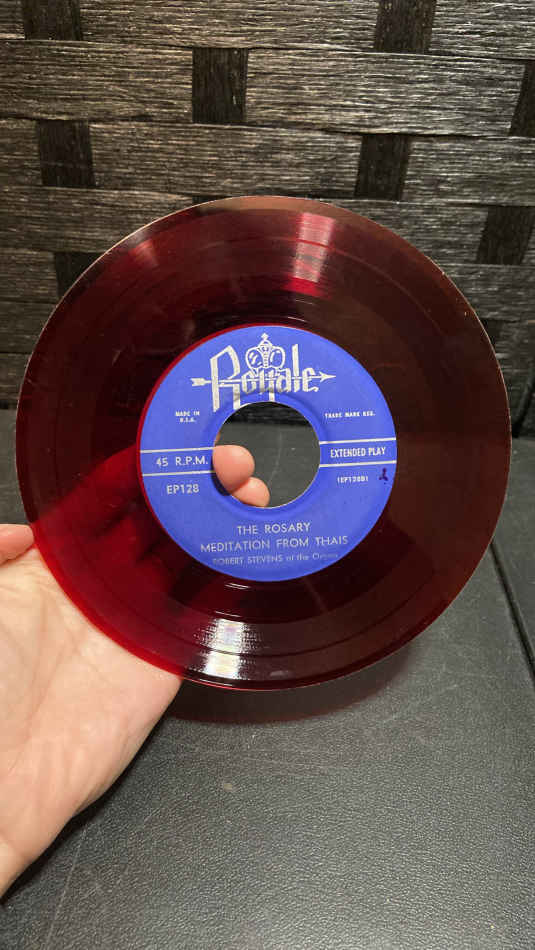 Royale
MADE IN
U.S.A.
TRADE MARK REG.
45 R.P.M.
EXTENDED PLAY
EP128
(EP128B)
THE ROSARY
MEDITATION FROM THAIS
ROBERT STEVENS at the Organ